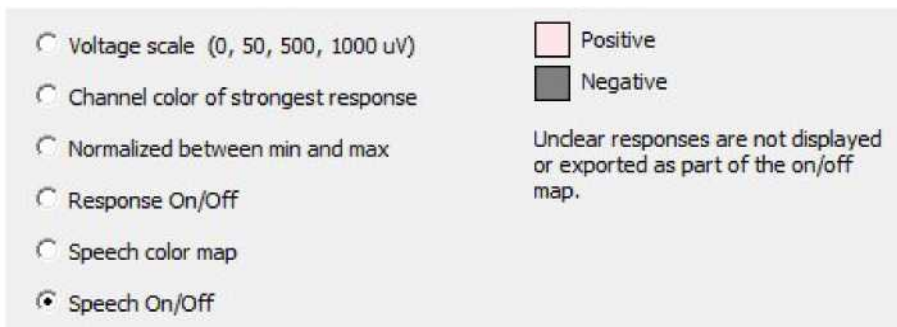 Voltage scale (0, 50, 500, 1000 uV)
Channel color of strongest response
Normalized between min and max
Response On/Off
Speech color map
Speech On/Off
Positive
Negative
Unclear responses are not displayed
or exported as part of the on/off
map.